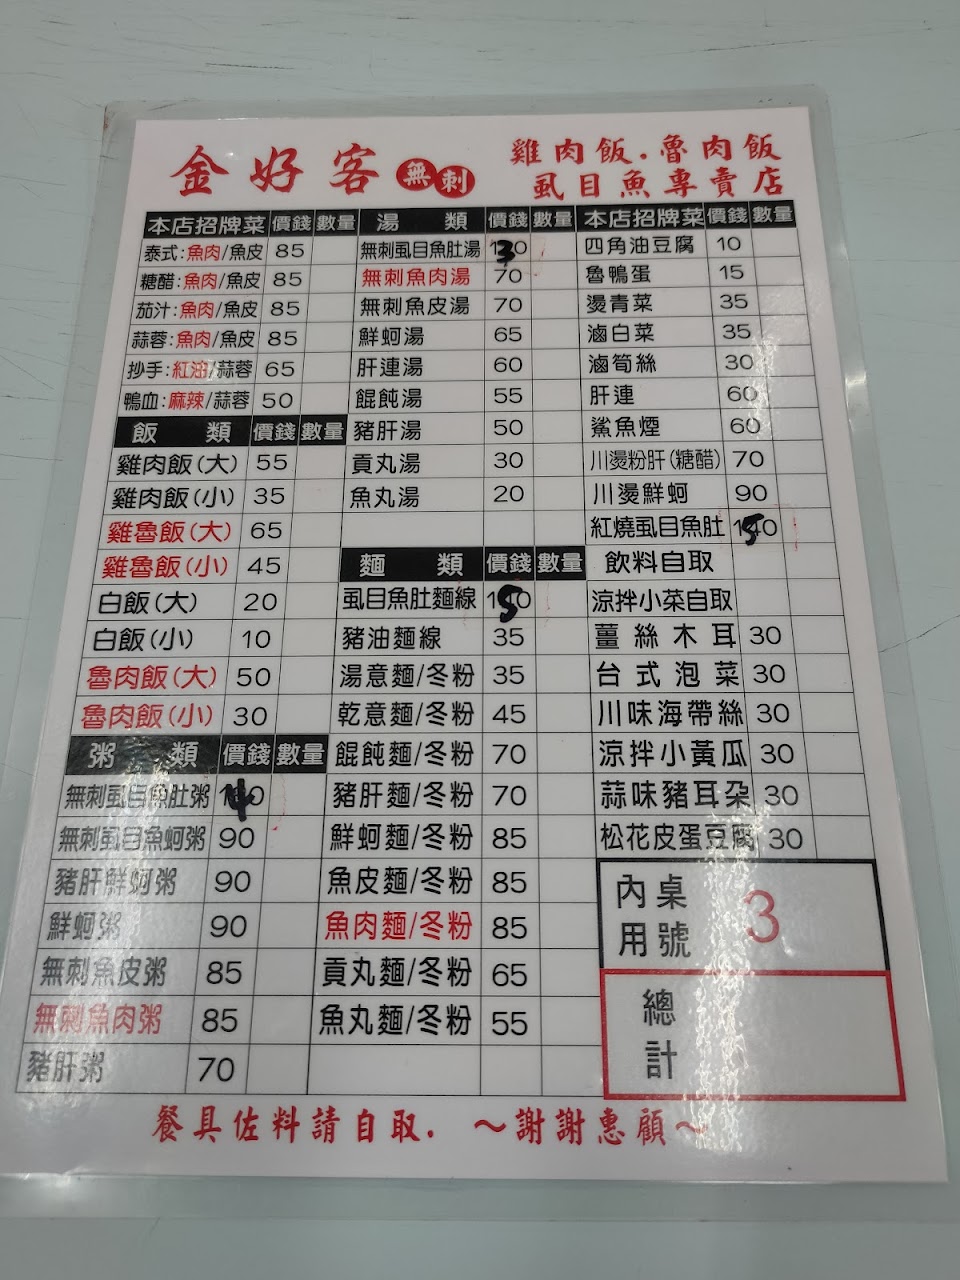 金好客 無刺
雞肉飯.魯肉飯
虱目魚專賣店
本店招牌菜 價錢 數量
泰式:魚肉/魚皮 85
糖醋:魚肉/魚皮 85
茄汁:魚肉/魚皮 85
蒜蓉:魚肉/魚皮 85
抄手:紅油/蒜蓉 65
鴨血:麻辣/蒜蓉 50
飯類 價錢 數量
雞肉飯(大) 55
雞肉飯(小) 35
雞魯飯(大) 65
雞魯飯(小) 45
白飯(大) 20
白飯(小) 10
魯肉飯(大) 50
魯肉飯(小) 30
粥類 價錢 數量
無刺虱目魚肚粥 140
無刺虱目魚蚵粥 90
豬肝鮮蚵粥 90
鮮蚵粥 90
無刺魚皮粥 85
無刺魚肉粥 85
豬肝粥 70
湯類 價錢 數量
無刺虱目魚肚湯 130
無刺魚肉湯 70
無刺魚皮湯 70
鮮蚵湯 65
肝連湯 60
餛飩湯 55
豬肝湯 50
貢丸湯 30
魚丸湯 20
麵類 價錢 數量
虱目魚肚麵線 150
豬油麵線 35
湯意麵/冬粉 35
乾意麵/冬粉 45
餛飩麵/冬粉 70
豬肝麵/冬粉 70
鮮蚵麵/冬粉 85
魚皮麵/冬粉 85
魚肉麵/冬粉 85
貢丸麵/冬粉 65
魚丸麵/冬粉 55
本店招牌菜 價錢 數量
四角油豆腐 10
魯鴨蛋 15
燙青菜 35
滷白菜 35
滷筍絲 30
肝連 60
鯊魚煙 60
川燙粉肝(糖醋) 70
川燙鮮蚵 90
紅燒虱目魚肚 150
飲料自取
涼拌小菜自取
薑絲木耳 30
台式泡菜 30
川味海帶絲 30
涼拌小黃瓜 30
蒜味豬耳朵 30
松花皮蛋豆腐 30
內用桌號 3
總計
餐具佐料請自取. ～謝謝惠顧～